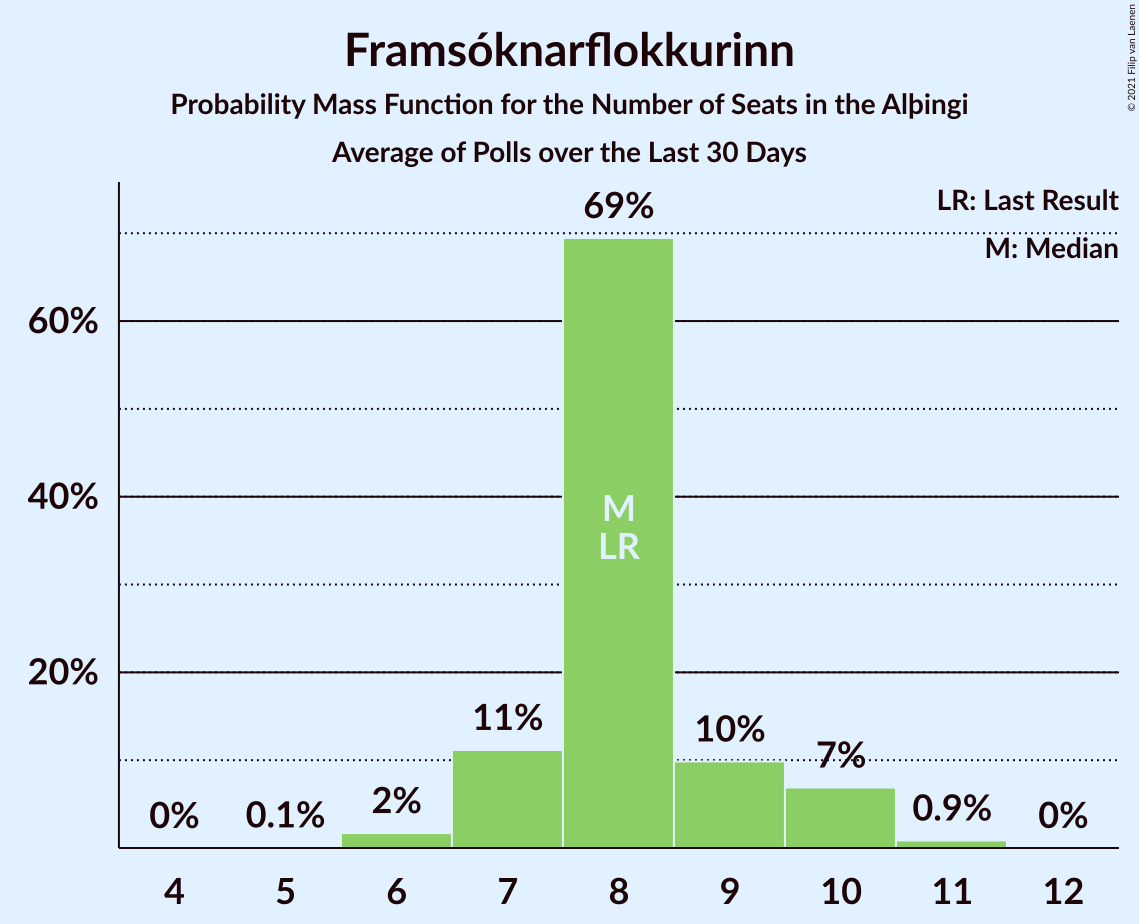 Framsóknarflokkurinn
Probability Mass Function for the Number of Seats in the Alþingi
Average of Polls over the Last 30 Days
© 2021 Filip van Laenen
LR: Last Result
M: Median
60%
40%
20%
0%
0.1%
2%
11%
69%
M
LR
10%
7%
0.9%
0%
4 5 6 7 8 9 10 11 12